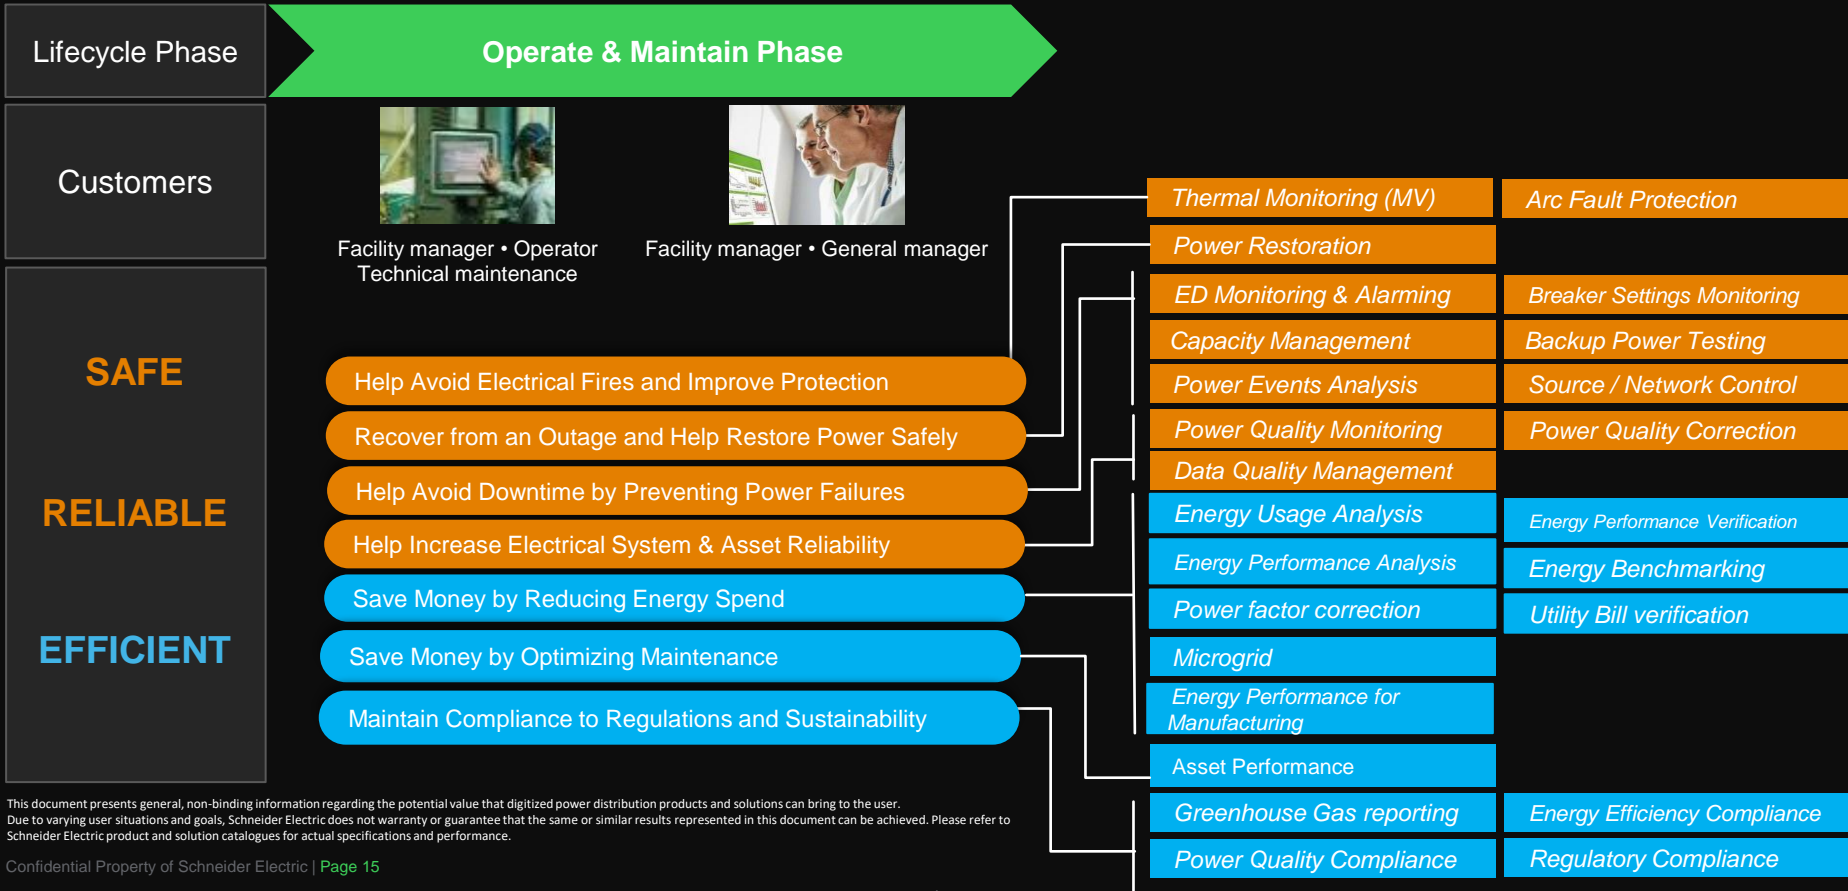 Lifecycle Phase
Operate & Maintain Phase
Customers
Facility manager • Operator
Technical maintenance
Facility manager • General manager
SAFE
RELIABLE
EFFICIENT
Help Avoid Electrical Fires and Improve Protection
Recover from an Outage and Help Restore Power Safely
Help Avoid Downtime by Preventing Power Failures
Help Increase Electrical System & Asset Reliability
Save Money by Reducing Energy Spend
Save Money by Optimizing Maintenance
Maintain Compliance to Regulations and Sustainability
Thermal Monitoring (MV)
Arc Fault Protection
Power Restoration
ED Monitoring & Alarming
Breaker Settings Monitoring
Capacity Management
Backup Power Testing
Power Events Analysis
Source / Network Control
Power Quality Monitoring
Power Quality Correction
Data Quality Management
Energy Usage Analysis
Energy Performance Verification
Energy Performance Analysis
Energy Benchmarking
Power factor correction
Utility Bill verification
Microgrid
Energy Performance for
Manufacturing
Asset Performance
Greenhouse Gas reporting
Energy Efficiency Compliance
Power Quality Compliance
Regulatory Compliance
This document presents general, non-binding information regarding the potential value that digitized power distribution products and solutions can bring to the user.
Due to varying user situations and goals, Schneider Electric does not warranty or guarantee that the same or similar results represented in this document can be achieved. Please refer to
Schneider Electric product and solution catalogues for actual specifications and performance.
Confidential Property of Schneider Electric | Page 15